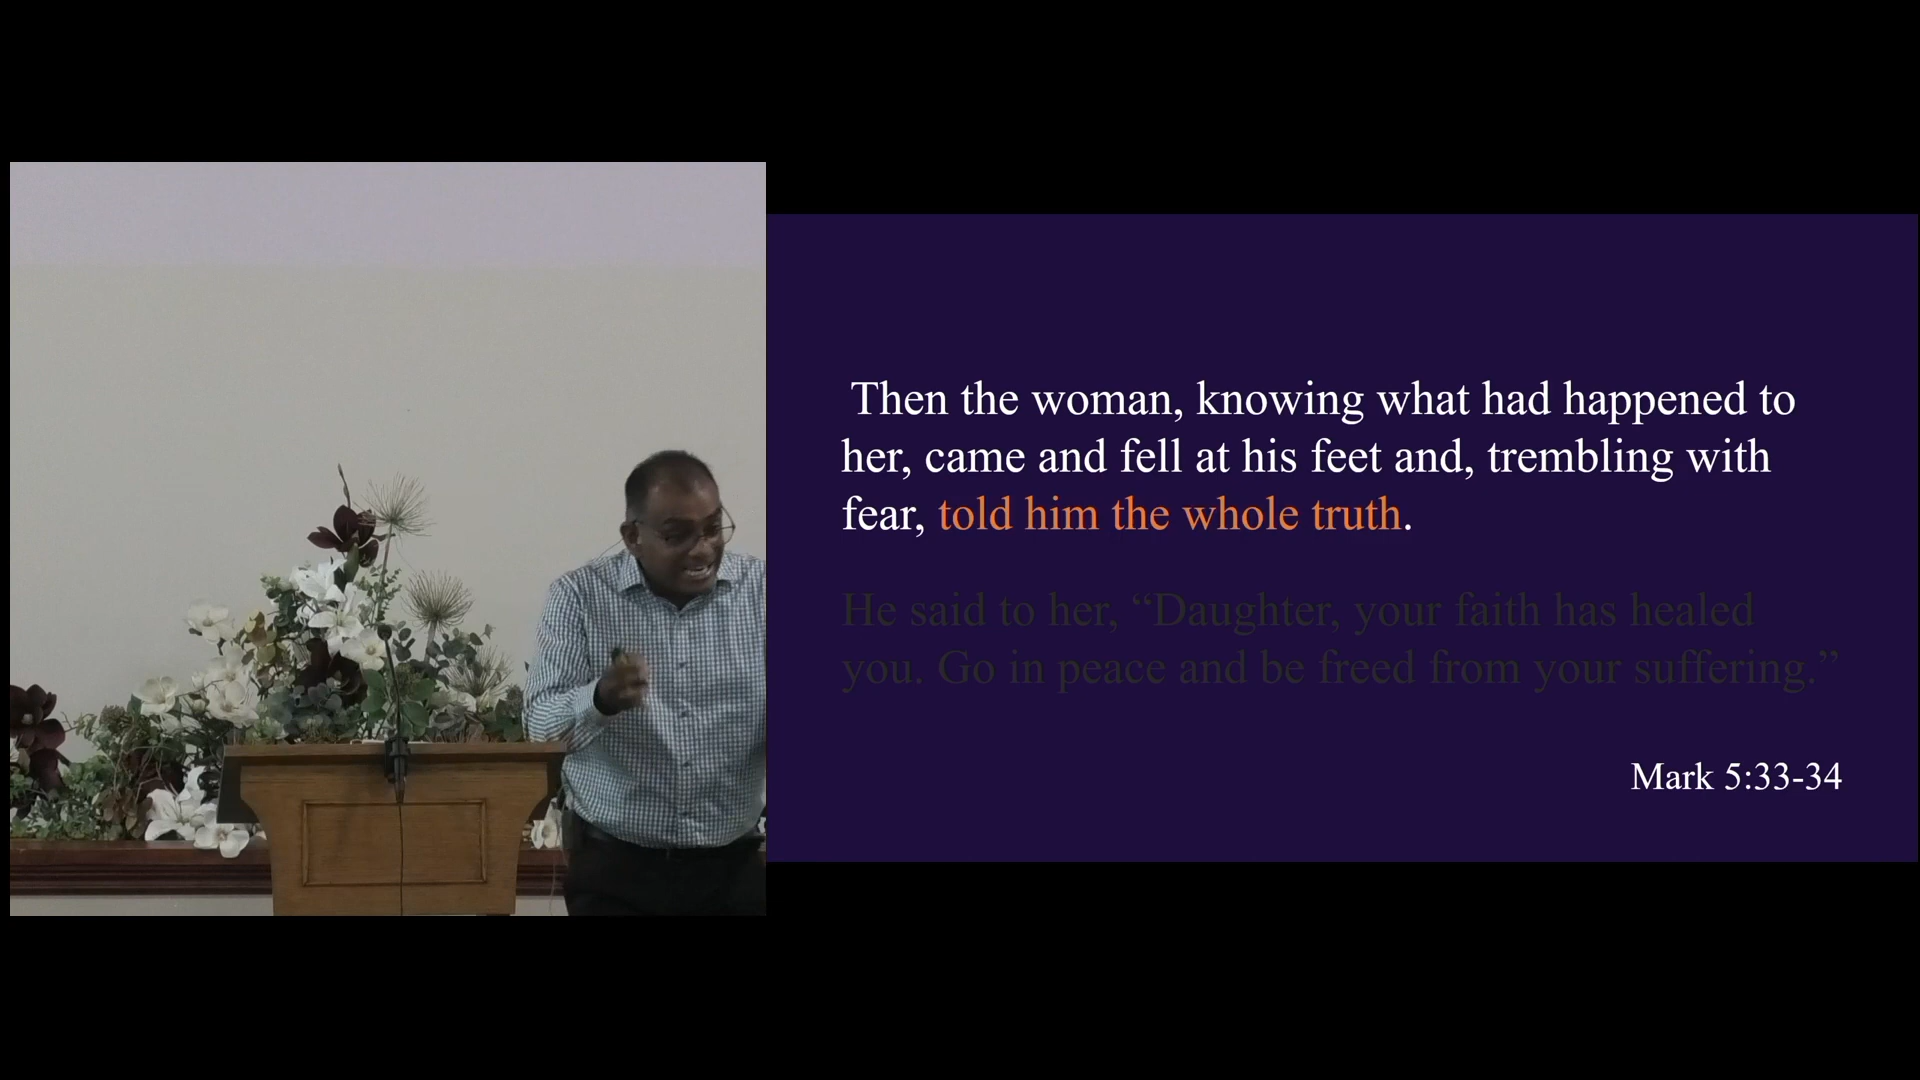 Then the woman, knowing what had happened to
her, came and fell at his feet and, trembling with
fear, told him the whole truth.
He said to her, “Daughter, your faith has healed
you. Go in peace and be freed from your suffering.”
Mark 5:33-34